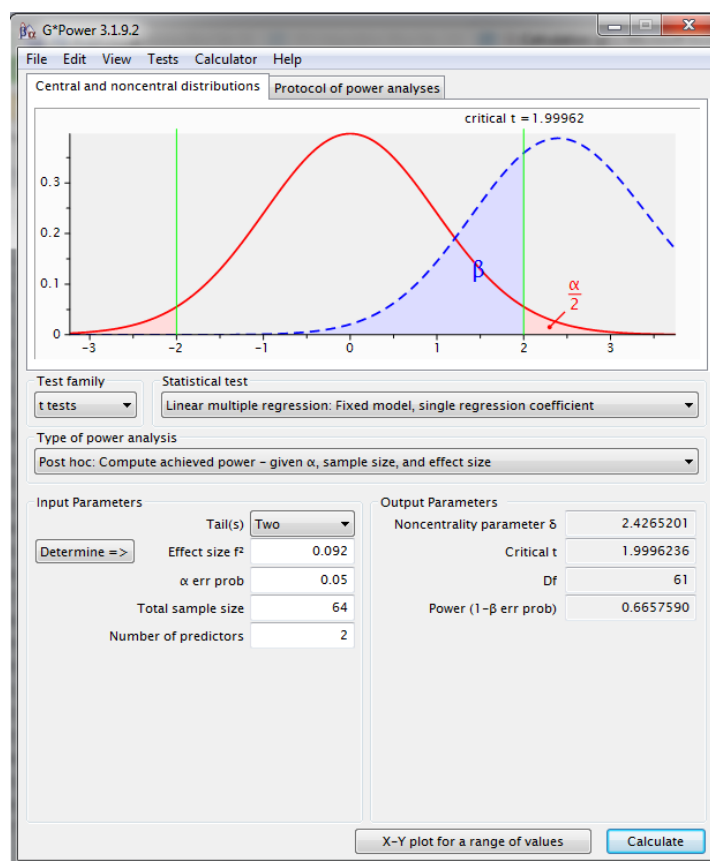 βα G*Power 3.1.9.2
File Edit View Tests Calculator Help
Central and noncentral distributions Protocol of power analyses
critical t = 1.99962
0.3
0.2
0.1
0
-3 -2 -1 0 1 2 3
β
α
2
Test family Statistical test
t tests Linear multiple regression: Fixed model, single regression coefficient
Type of power analysis
Post hoc: Compute achieved power – given α, sample size, and effect size
Input Parameters Output Parameters
Tail(s) Two Noncentrality parameter δ 2.4265201
Determine => Effect size f² 0.092 Critical t 1.9996236
α err prob 0.05 Df 61
Total sample size 64 Power (1-β err prob) 0.6657590
Number of predictors 2
X-Y plot for a range of values Calculate